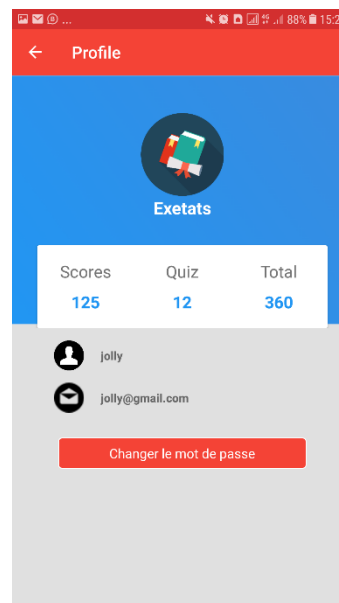 88% 15:2
Profile
Exetats
Scores Quiz Total
125 12 360
jolly
jolly@gmail.com
Changer le mot de passe